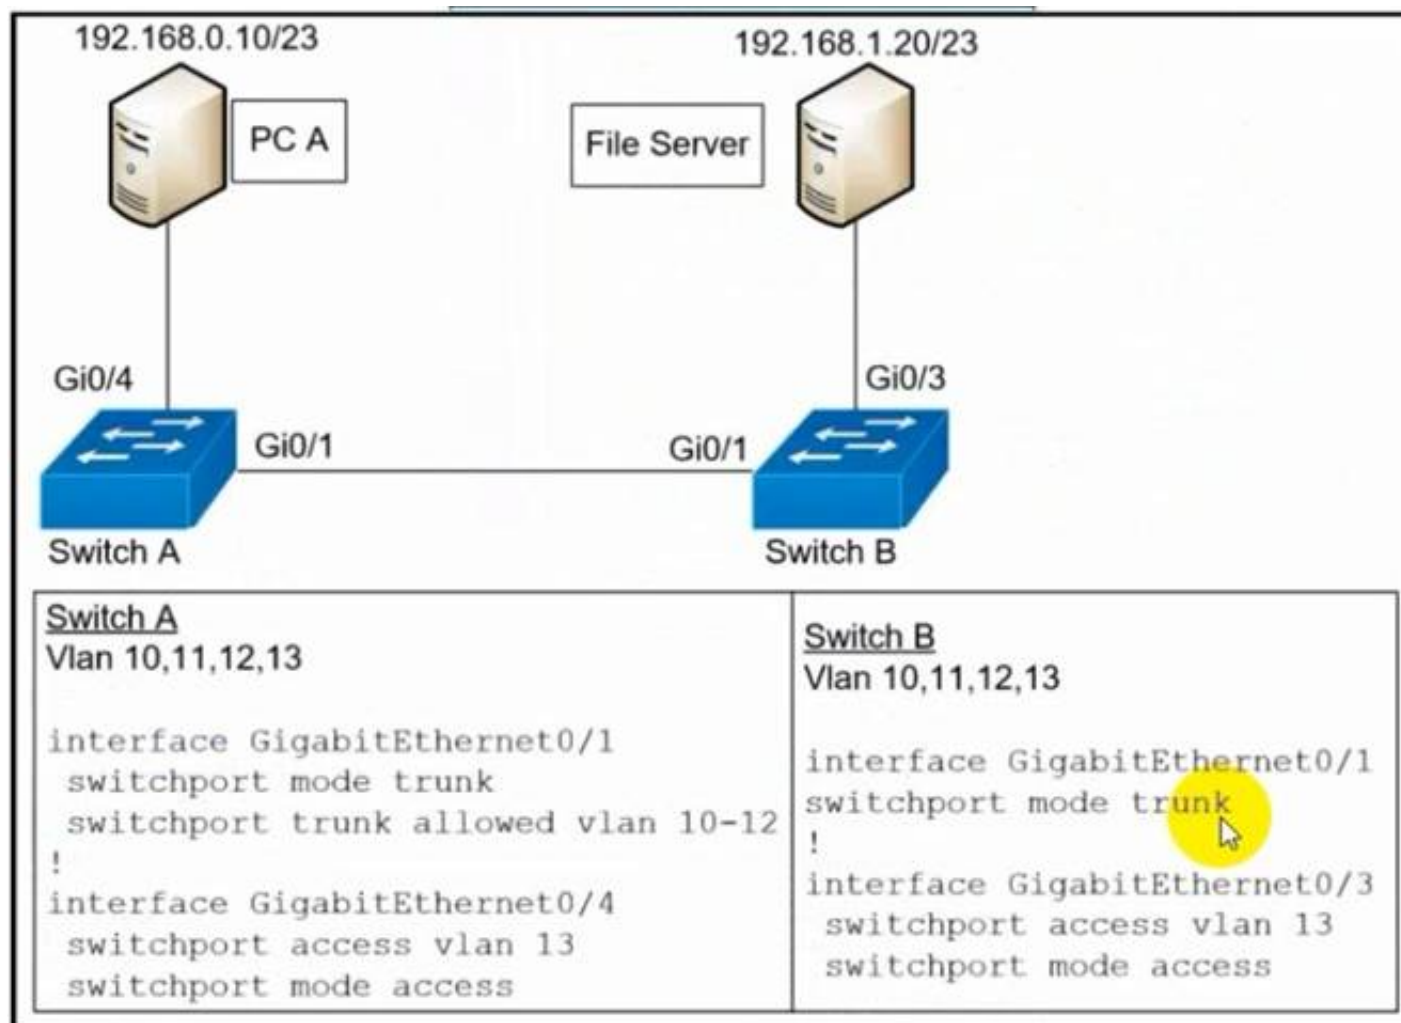 192.168.0.10/23
192.168.1.20/23
PC A
File Server
Gi0/4
Gi0/3
Gi0/1
Gi0/1
Switch A
Switch B
Switch A
Vlan 10,11,12,13
interface GigabitEthernet0/1
switchport mode trunk
switchport trunk allowed vlan 10-12
!
interface GigabitEthernet0/4
switchport access vlan 13
switchport mode access
Switch B
Vlan 10,11,12,13
interface GigabitEthernet0/1
switchport mode trunk
!
interface GigabitEthernet0/3
switchport access vlan 13
switchport mode access